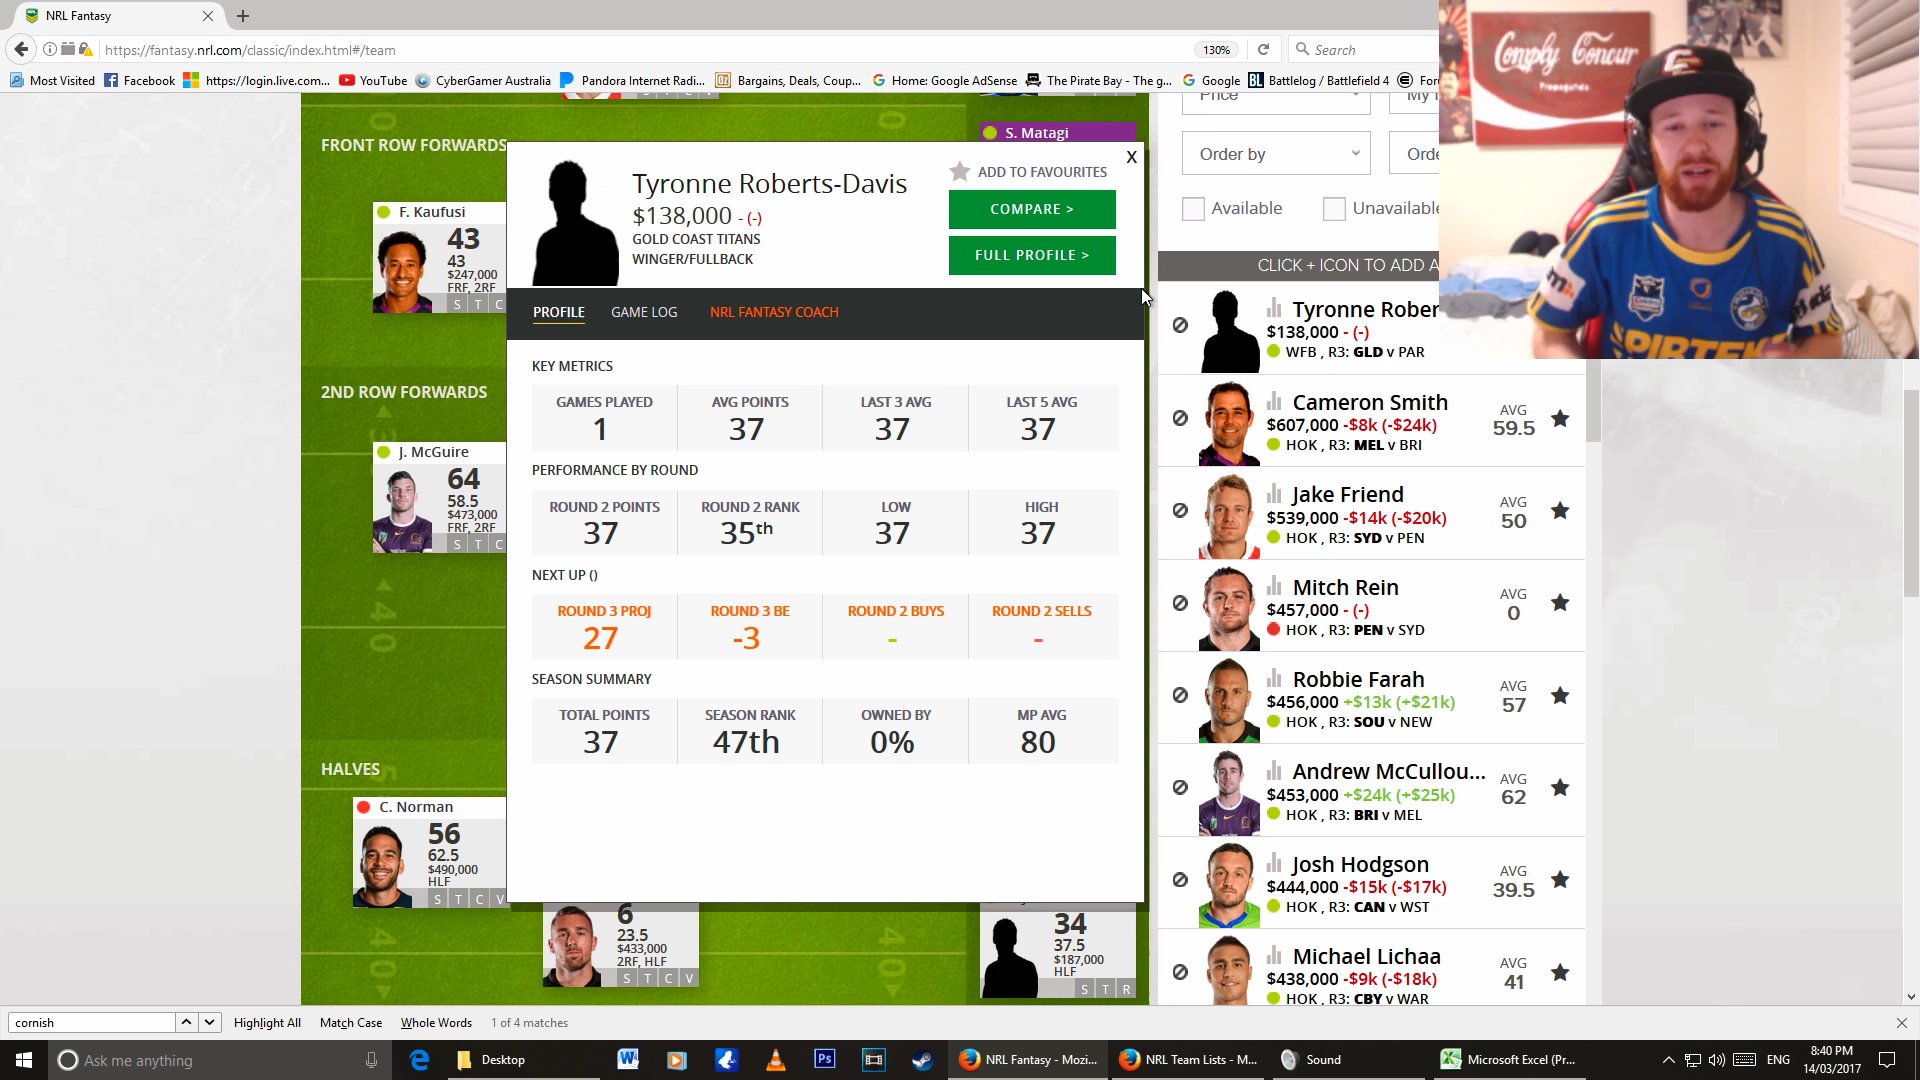 NRL Fantasy
https://fantasy.nrl.com/classic/index.html#/team
130%
Search
Most Visited
Facebook
https://login.live.com...
YouTube
CyberGamer Australia
Pandora Internet Radi...
Bargains, Deals, Coup...
Home: Google AdSense
The Pirate Bay - The g...
Google
Battlelog / Battlefield 4
For
FRONT ROW FORWARDS
F. Kaufusi
43
43
$247,000
FRF, 2RF
S T C
2ND ROW FORWARDS
J. McGuire
64
58.5
$473,000
FRF, 2RF
S T C
HALVES
C. Norman
56
62.5
$490,000
HLF
S T C V
6
23.5
$433,000
2RF, HLF
S T C V
S. Matagi
34
37.5
$187,000
HLF
S T R
X
Tyronne Roberts-Davis
$138,000 - (-)
GOLD COAST TITANS
WINGER/FULLBACK
ADD TO FAVOURITES
COMPARE >
FULL PROFILE >
PROFILE
GAME LOG
NRL FANTASY COACH
KEY METRICS
GAMES PLAYED
1
AVG POINTS
37
LAST 3 AVG
37
LAST 5 AVG
37
PERFORMANCE BY ROUND
ROUND 2 POINTS
37
ROUND 2 RANK
35th
LOW
37
HIGH
37
NEXT UP ()
ROUND 3 PROJ
27
ROUND 3 BE
-3
ROUND 2 BUYS
-
ROUND 2 SELLS
-
SEASON SUMMARY
TOTAL POINTS
37
SEASON RANK
47th
OWNED BY
0%
MP AVG
80
Price
Order by
Available
Unavailable
CLICK + ICON TO ADD A
Tyronne Rober
$138,000 - (-)
WFB , R3: GLD v PAR
Cameron Smith
$607,000 -$8k (-$24k)
HOK , R3: MEL v BRI
AVG
59.5
Jake Friend
$539,000 -$14k (-$20k)
HOK , R3: SYD v PEN
AVG
50
Mitch Rein
$457,000 - (-)
HOK , R3: PEN v SYD
AVG
0
Robbie Farah
$456,000 +$13k (+$21k)
HOK , R3: SOU v NEW
AVG
57
Andrew McCullou...
$453,000 +$24k (+$25k)
HOK , R3: BRI v MEL
AVG
62
Josh Hodgson
$444,000 -$15k (-$17k)
HOK , R3: CAN v WST
AVG
39.5
Michael Lichaa
$438,000 -$9k (-$18k)
HOK , R3: CBY v WAR
AVG
41
Comply Concur
Propaganda
cornish
Highlight All
Match Case
Whole Words
1 of 4 matches
Ask me anything
Desktop
NRL Fantasy - Mozi...
NRL Team Lists - M...
Sound
Microsoft Excel (Pr...
ENG
8:40 PM
14/03/2017